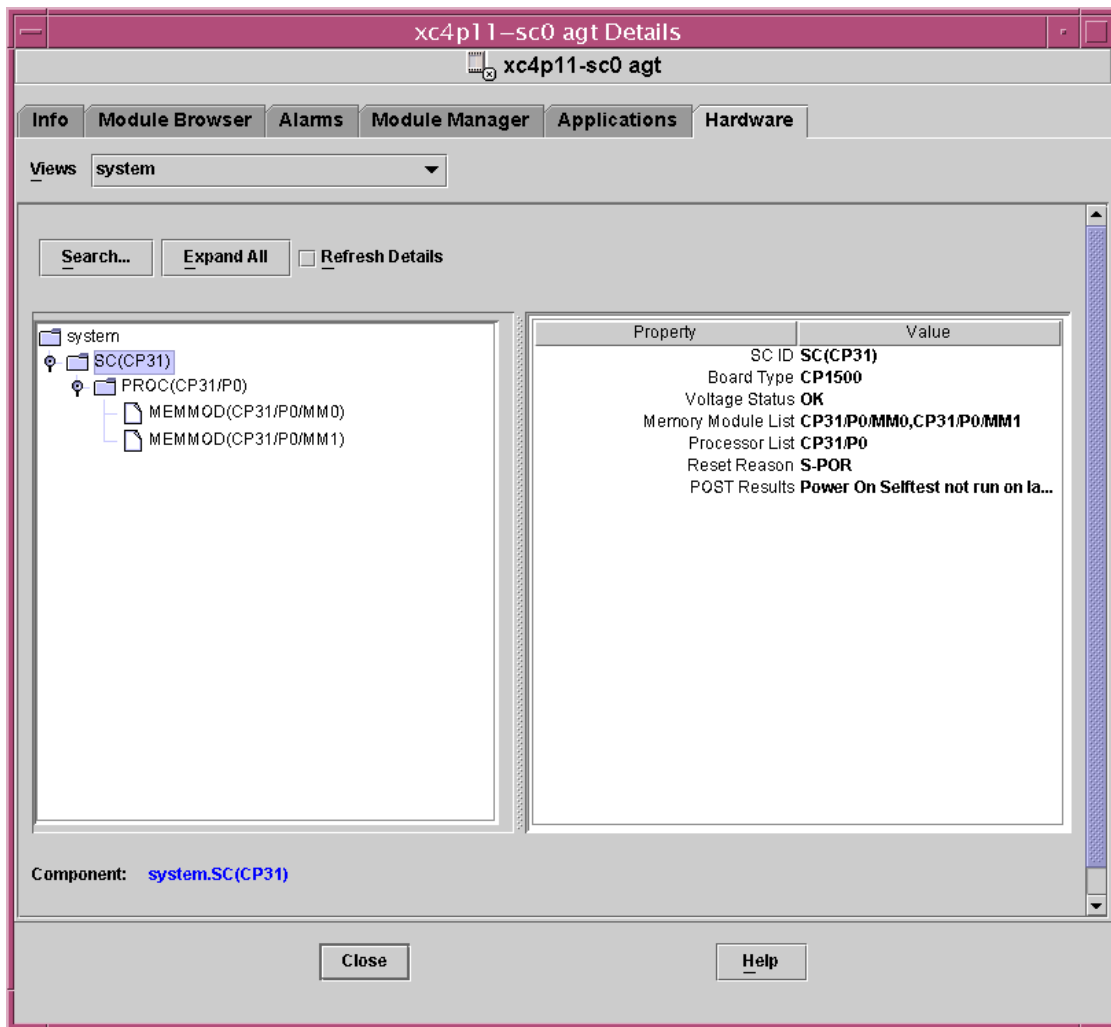 xc4p11-sc0 agt Details
xc4p11-sc0 agt
Info Module Browser Alarms Module Manager Applications Hardware
Views system
Search... Expand All Refresh Details
system
SC(CP31)
PROC(CP31/P0)
MEMMOD(CP31/P0/MM0)
MEMMOD(CP31/P0/MM1)
Property Value
SC ID SC(CP31)
Board Type CP1500
Voltage Status OK
Memory Module List CP31/P0/MM0,CP31/P0/MM1
Processor List CP31/P0
Reset Reason S-POR
POST Results Power On Selftest not run on la...
Component: system.SC(CP31)
Close Help